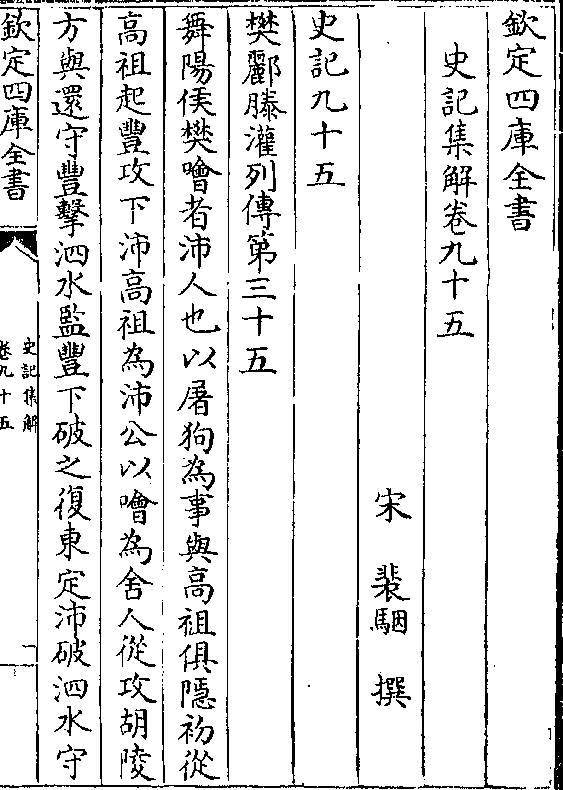 欽定四庫全書
史記集解卷九十五
宋　裴駰　撰
史記九十五
樊酈滕灌列傳第三十五
舞陽侯樊噲者沛人也以屠狗為事與高祖俱隱初從
高祖起豐攻下沛高祖為沛公以噲為舍人從攻胡陵
方與還守豐擊泗水監豐下破之復東定沛破泗水守
欽定四庫全書
史記集解
卷九十五
一